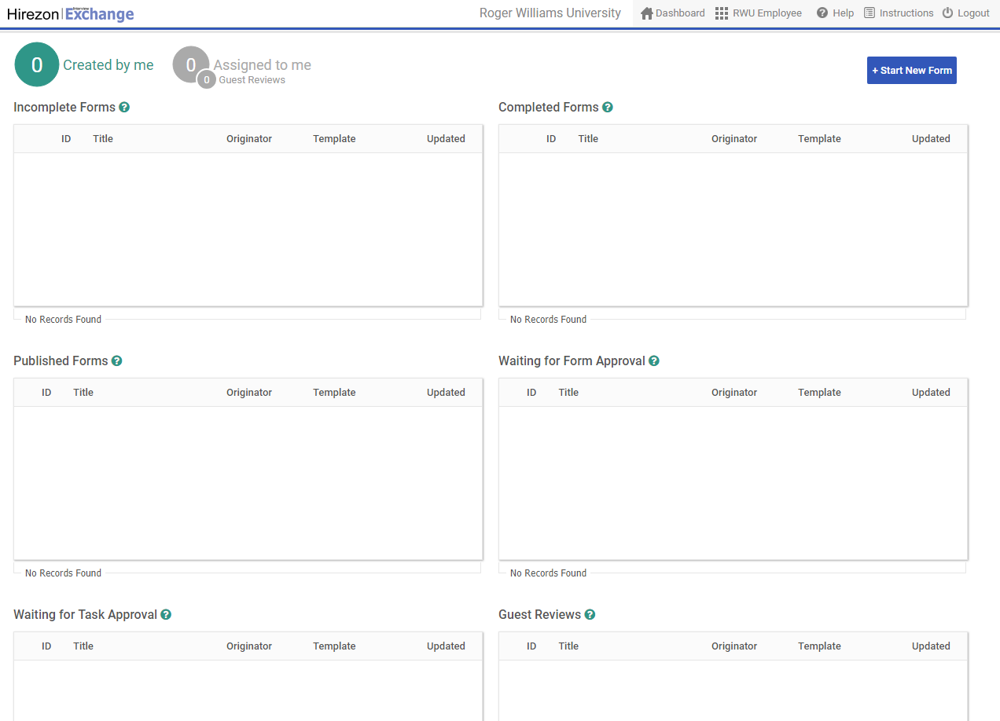 Hirezon Interview Exchange
Roger Williams University Dashboard RWU Employee ? Help Instructions Logout
0 Created by me 0 Assigned to me
0 Guest Reviews
+ Start New Form
Incomplete Forms ?
ID Title Originator Template Updated
No Records Found
Completed Forms ?
ID Title Originator Template Updated
No Records Found
Published Forms ?
ID Title Originator Template Updated
No Records Found
Waiting for Form Approval ?
ID Title Originator Template Updated
No Records Found
Waiting for Task Approval ?
ID Title Originator Template Updated
Guest Reviews ?
ID Title Originator Template Updated